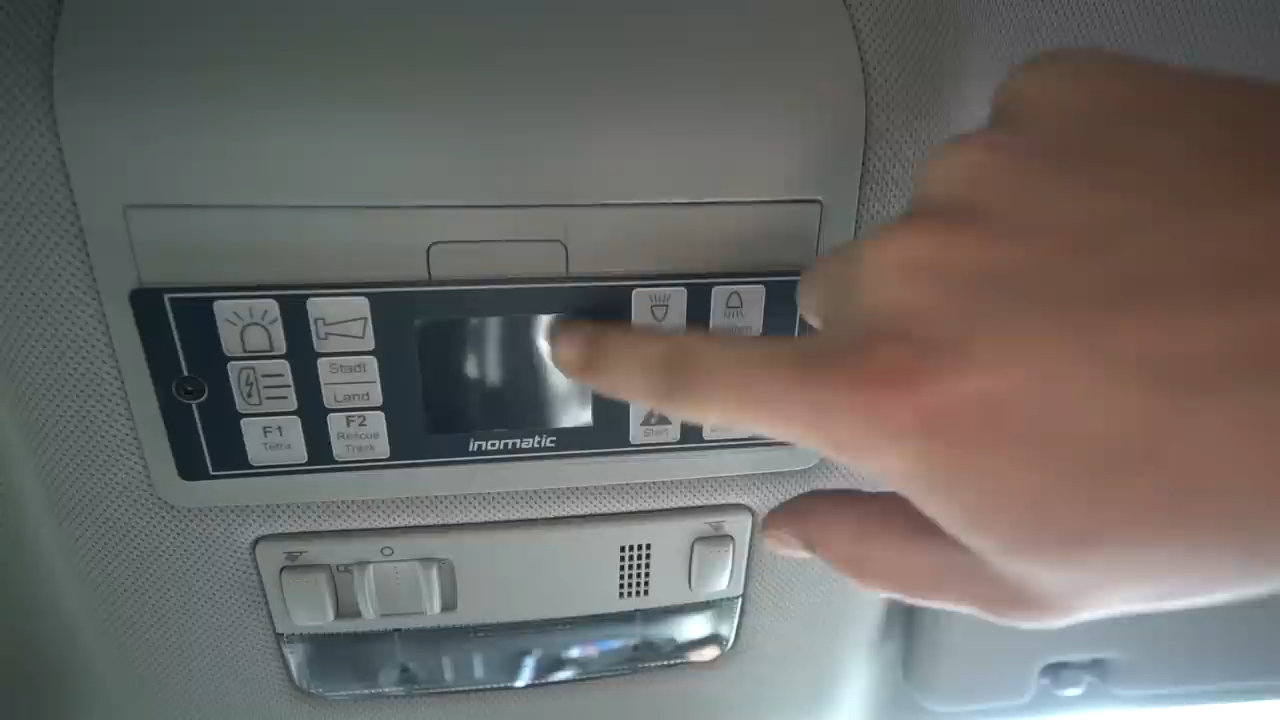 Stadt
Land
F1
Tetra
F2
Rescue
Track
inomatic
Start